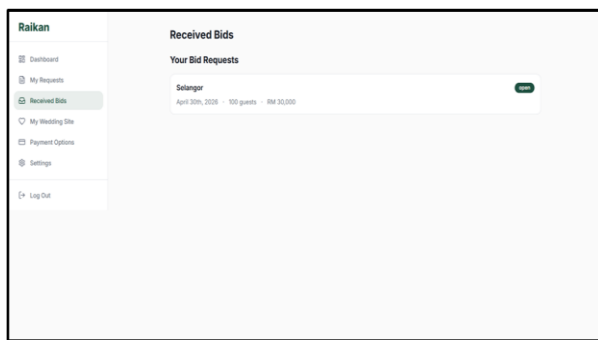 Raikan
Dashboard
My Requests
Received Bids
My Wedding Site
Payment Options
Settings
Log Out
Received Bids
Your Bid Requests
Selangor
open
April 30th, 2026 · 100 guests · RM 30,000